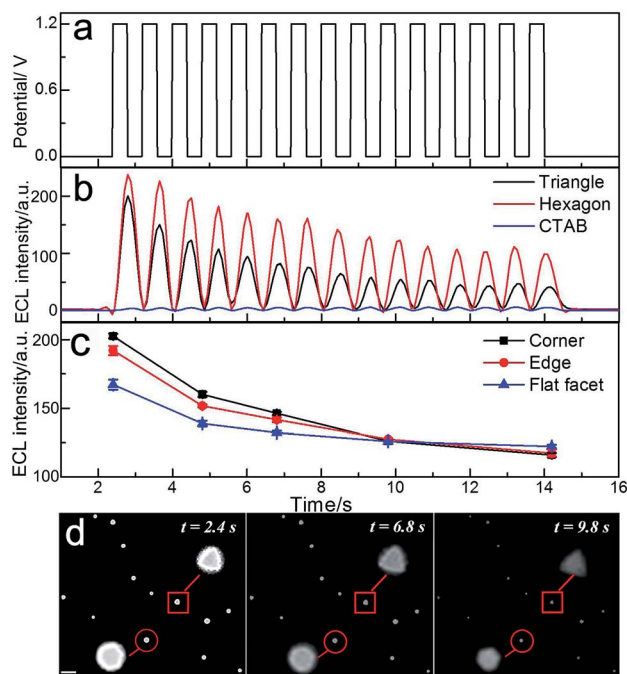 a
Potential/ V
1.2
0.6
0.0
b
ECL intensity/a.u.
200
100
0
Triangle
Hexagon
CTAB
c
ECL intensity/a.u.
200
150
100
Corner
Edge
Flat facet
2 4 6 8 10 12 14 16
Time/s
d
t = 2.4 s
t = 6.8 s
t = 9.8 s